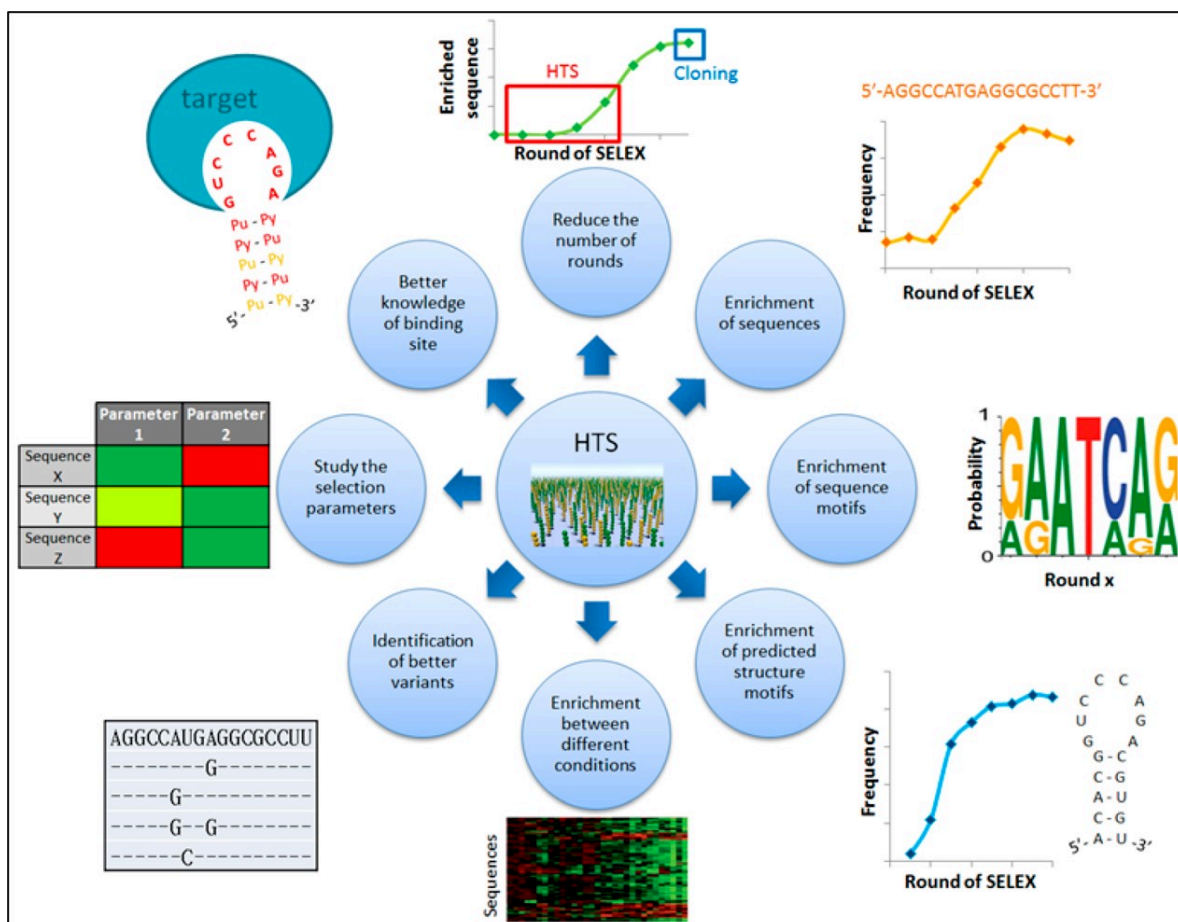 Enriched
sequence
HTS
Cloning
Round of SELEX
target
G U C C C C A G A
Pu - Py
Py - Pu
Pu - Py
Py - Pu
5'- Pu - Py -3'
5'-AGGCCATGAGGCGCCTT-3'
Frequency
Round of SELEX
Reduce the
number of
rounds
Better
knowledge
of binding
site
Enrichment
of sequences
Parameter
1
Parameter
2
Sequence
X
Sequence
Y
Sequence
Z
Study the
selection
parameters
HTS
Enrichment
of sequence
motifs
Probability
1
0
GAATCAG
AG AGA
Round x
Identification
of better
variants
Enrichment
between
different
conditions
Enrichment
of predicted
structure
motifs
AGGCCAUGAGGCGCCUU
---------G-------
------G----------
------G--G-------
-------C---------
Sequences
Frequency
Round of SELEX
G U C C C C A G A
G - C
C - G
A - U
C - G
5'- A - U -3'